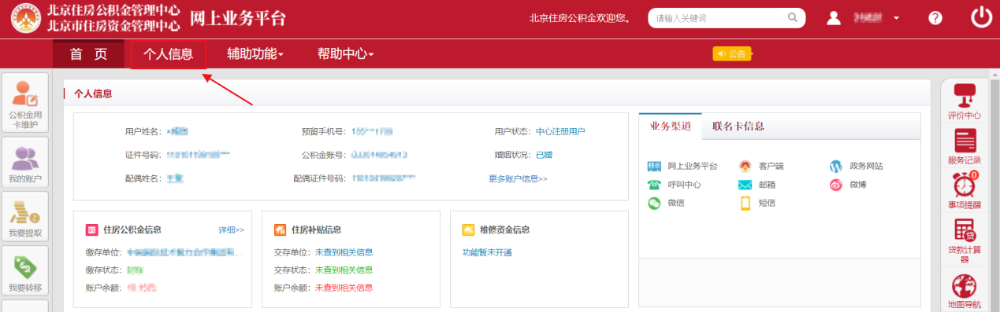 北京住房公积金管理中心
北京市住房资金管理中心
网上业务平台
北京住房公积金欢迎您。
请输入关键词
首 页
个人信息
辅助功能
帮助中心
公告
公积金用
卡维护
我的账户
我要提取
我要转移
个人信息
用户姓名：
预留手机号：
用户状态：中心注册用户
证件号码：
公积金账号：
婚姻状况：已婚
配偶姓名：
配偶证件号码：
更多账户信息>>
住房公积金信息
详细>>
缴存单位：
缴存状态：
账户余额：
住房补贴信息
交存单位：未查到相关信息
交存状态：未查到相关信息
账户余额：未查到相关信息
维修资金信息
功能暂未开通
业务渠道
联名卡信息
网上业务平台
客户端
政务网站
呼叫中心
邮箱
微博
微信
短信
评价中心
服务记录
0
事项提醒
贷
贷款计算
器
地图导航